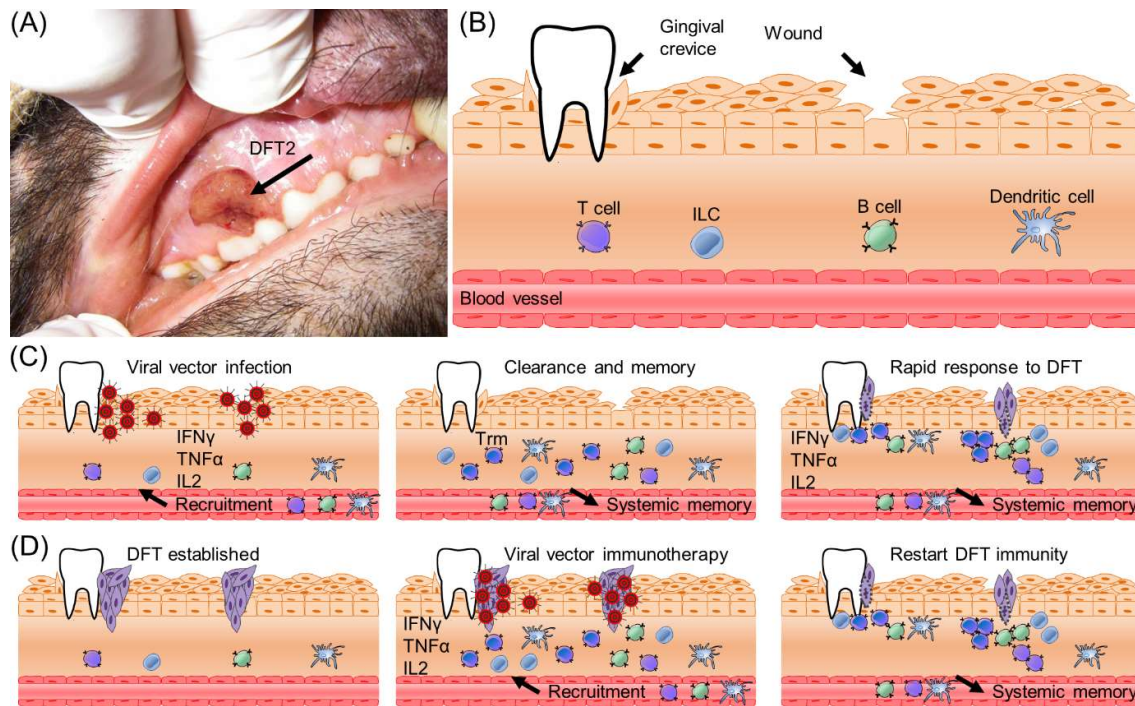 (A)
DFT2
(B)
Gingival
crevice
Wound
T cell
ILC
B cell
Dendritic cell
Blood vessel
(C)
Viral vector infection
IFNγ
TNFα
IL2
Recruitment
Clearance and memory
Trm
Systemic memory
Rapid response to DFT
IFNγ
TNFα
IL2
Systemic memory
(D)
DFT established
Viral vector immunotherapy
IFNγ
TNFα
IL2
Recruitment
Restart DFT immunity
Systemic memory